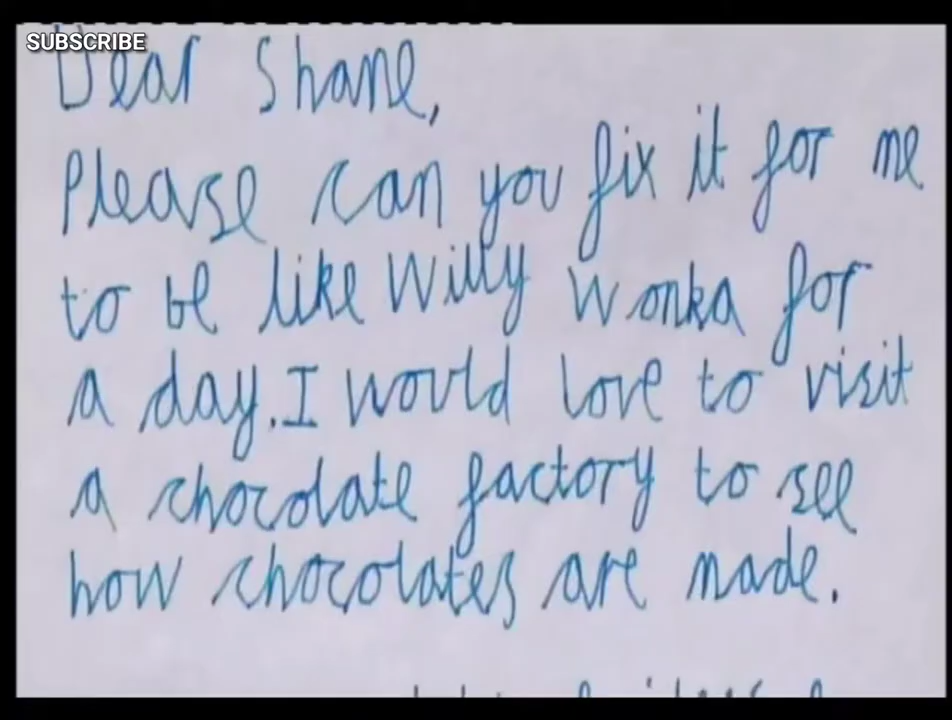 SUBSCRIBE
Dear Shane,
Please can you fix it for me
to be like Willy Wonka for
a day. I would love to visit
a chocolate factory to see
how chocolates are made.